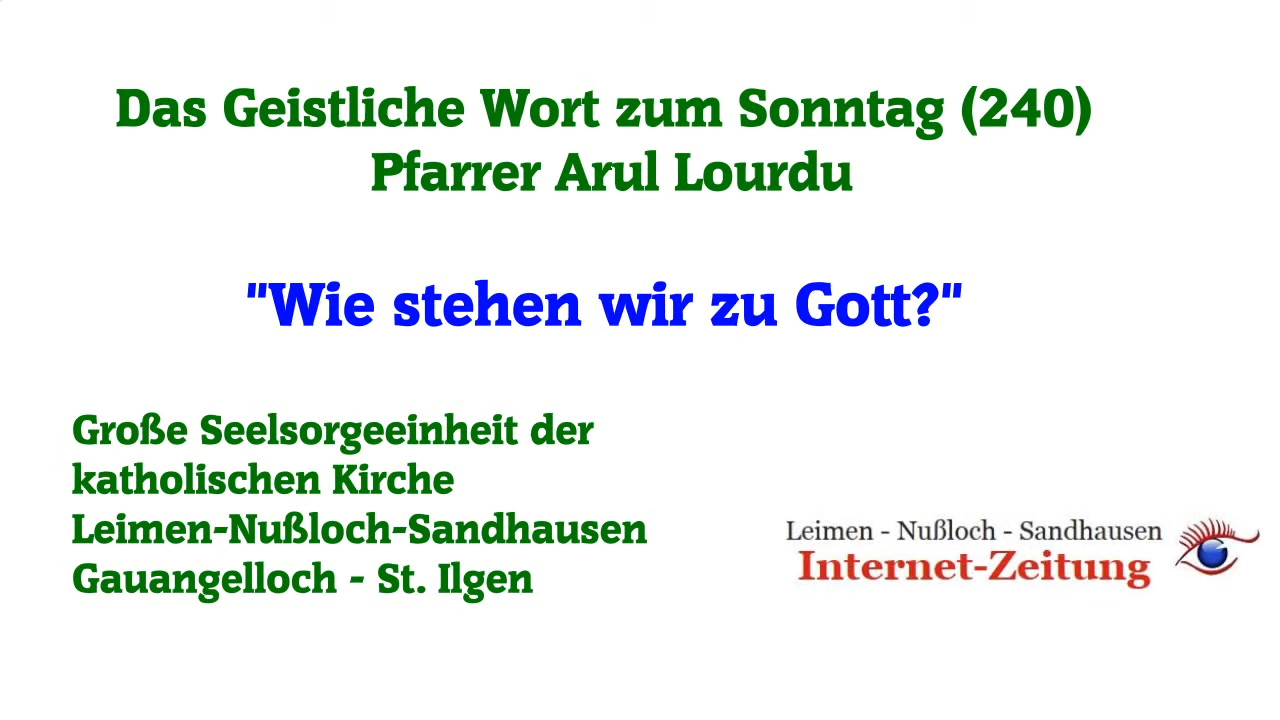 Das Geistliche Wort zum Sonntag (240)
Pfarrer Arul Lourdu
"Wie stehen wir zu Gott?"
Große Seelsorgeeinheit der
katholischen Kirche
Leimen-Nußloch-Sandhausen
Gauangelloch - St. Ilgen
Leimen - Nußloch - Sandhausen
Internet-Zeitung